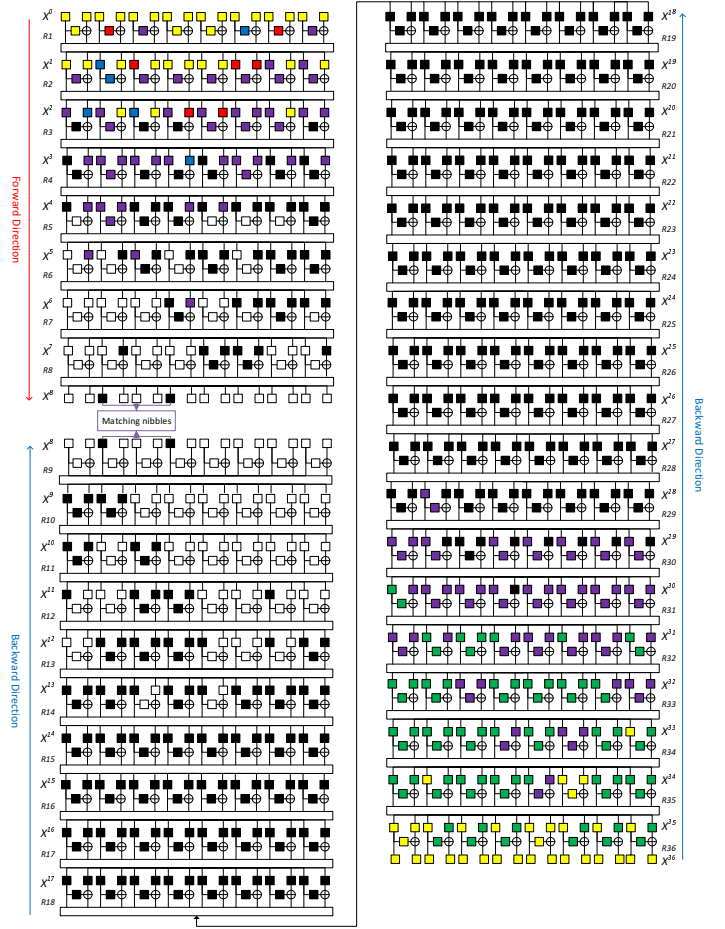 X0
R1
X1
R2
X2
R3
X3
R4
X4
R5
X5
R6
X6
R7
X7
R8
X8
Forward Direction
Matching nibbles
X8
R9
X9
R10
X10
R11
X11
R12
X12
R13
X13
R14
X14
R15
X15
R16
X16
R17
X17
R18
Backward Direction
X18
R19
X19
R20
X20
R21
X21
R22
X22
R23
X23
R24
X24
R25
X25
R26
X26
R27
X27
R28
X28
R29
X29
R30
X30
R31
X31
R32
X32
R33
X33
R34
X34
R35
X35
R36
X36
Backward Direction